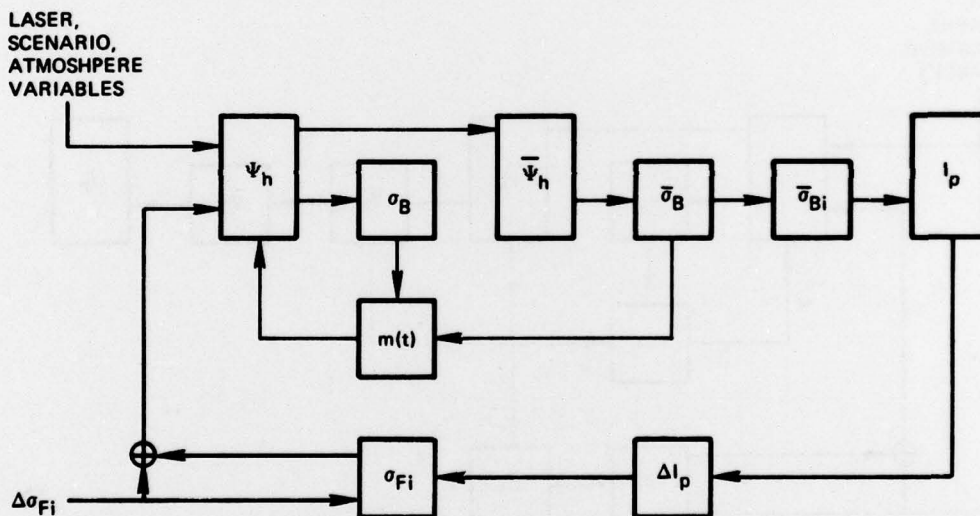 LASER,
SCENARIO,
ATMOSHPERE
VARIABLES
Ψh
σB
Ψ̅h
σ̅B
σ̅Bi
Ip
m(t)
σFi
ΔIp
ΔσFi